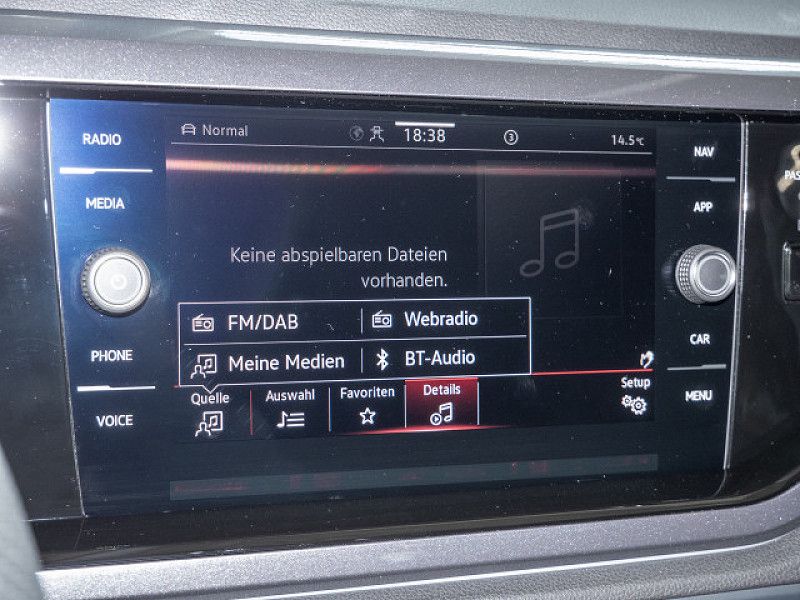 RADIO
MEDIA
PHONE
VOICE
Normal
18:38
3
14.5°C
Keine abspielbaren Dateien
vorhanden.
FM/DAB
Webradio
Meine Medien
BT-Audio
Quelle
Auswahl
Favoriten
Details
Setup
NAV
APP
CAR
MENU
PAS